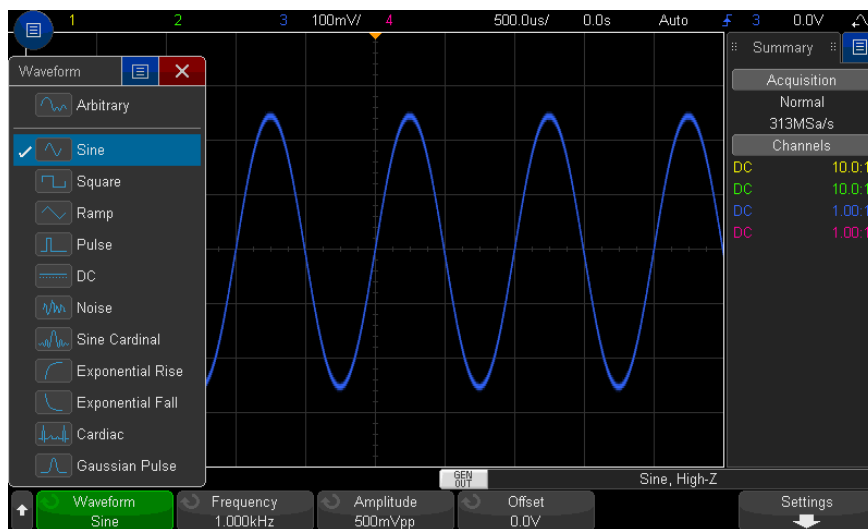 1 2 3 100mV/ 4 500.0us/ 0.0s Auto 3 0.0V
Summary
Waveform
Arbitrary
Sine
Square
Ramp
Pulse
DC
Noise
Sine Cardinal
Exponential Rise
Exponential Fall
Cardiac
Gaussian Pulse
Acquisition
Normal
313MSa/s
Channels
DC 10.0:1
DC 10.0:1
DC 1.00:1
DC 1.00:1
GEN OUT
Sine, High-Z
Waveform
Sine
Frequency
1.000kHz
Amplitude
500mVpp
Offset
0.0V
Settings